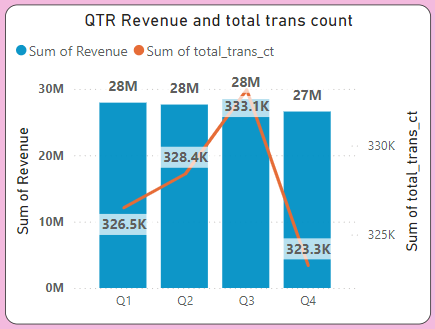 QTR Revenue and total trans count
Sum of Revenue Sum of total_trans_ct
Sum of Revenue
30M
20M
10M
0M
28M
28M
28M
27M
326.5K
328.4K
333.1K
323.3K
Q1
Q2
Q3
Q4
330K
325K
Sum of total_trans_ct